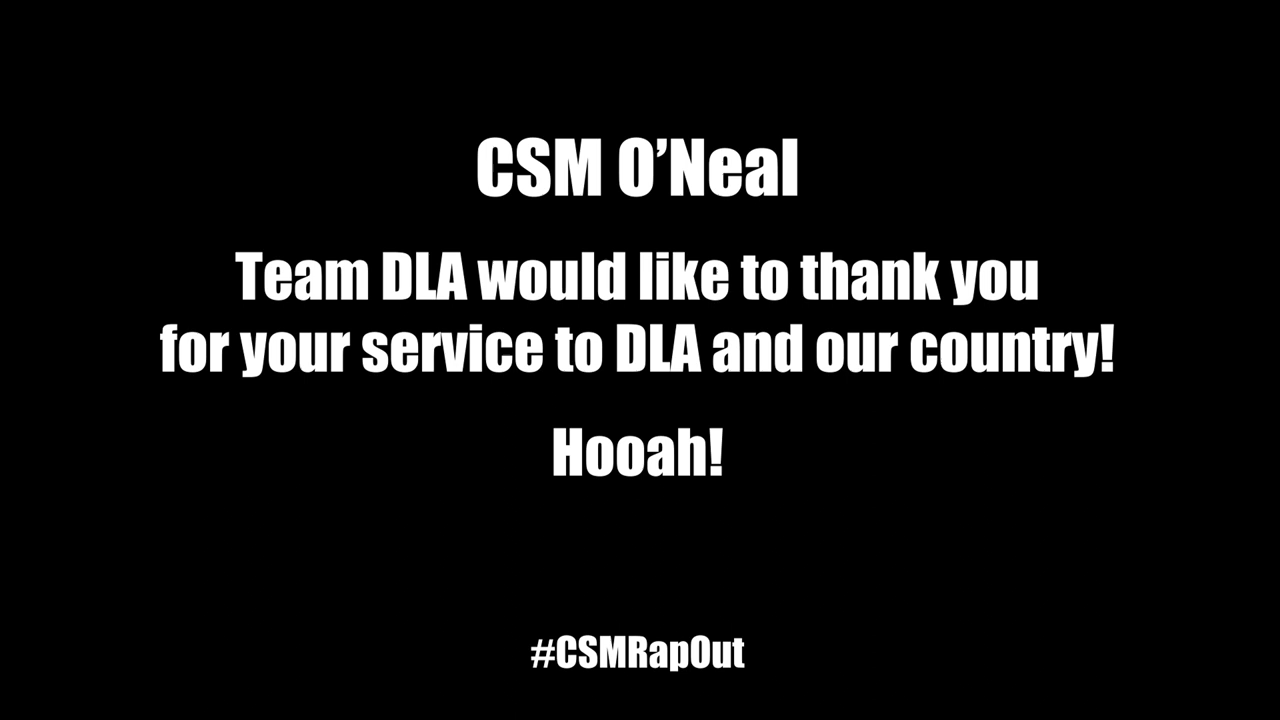 CSM O’Neal
Team DLA would like to thank you
for your service to DLA and our country!
Hooah!
#CSMRapOut